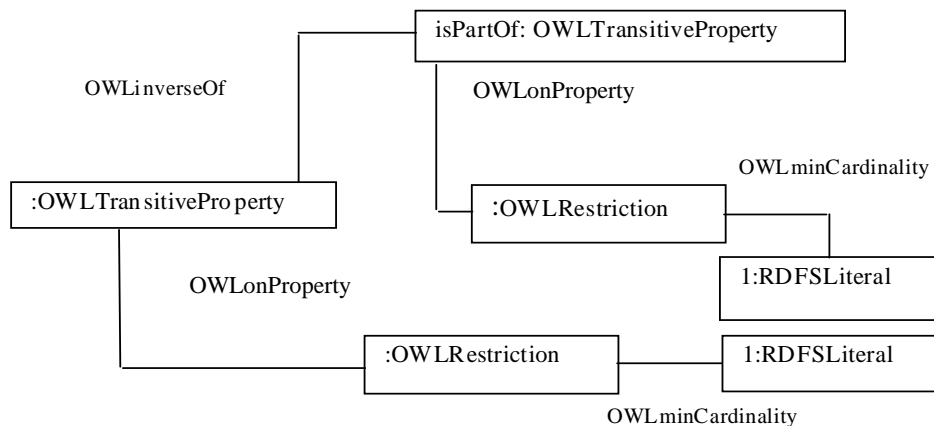 isPartOf: OWLTransitiveProperty
OWLinverseOf
OWLonProperty
OWLminCardinality
:OWLTransitiveProperty
:OWLRestriction
1:RDFSLiteral
OWLonProperty
:OWLRestriction
1:RDFSLiteral
OWLminCardinality